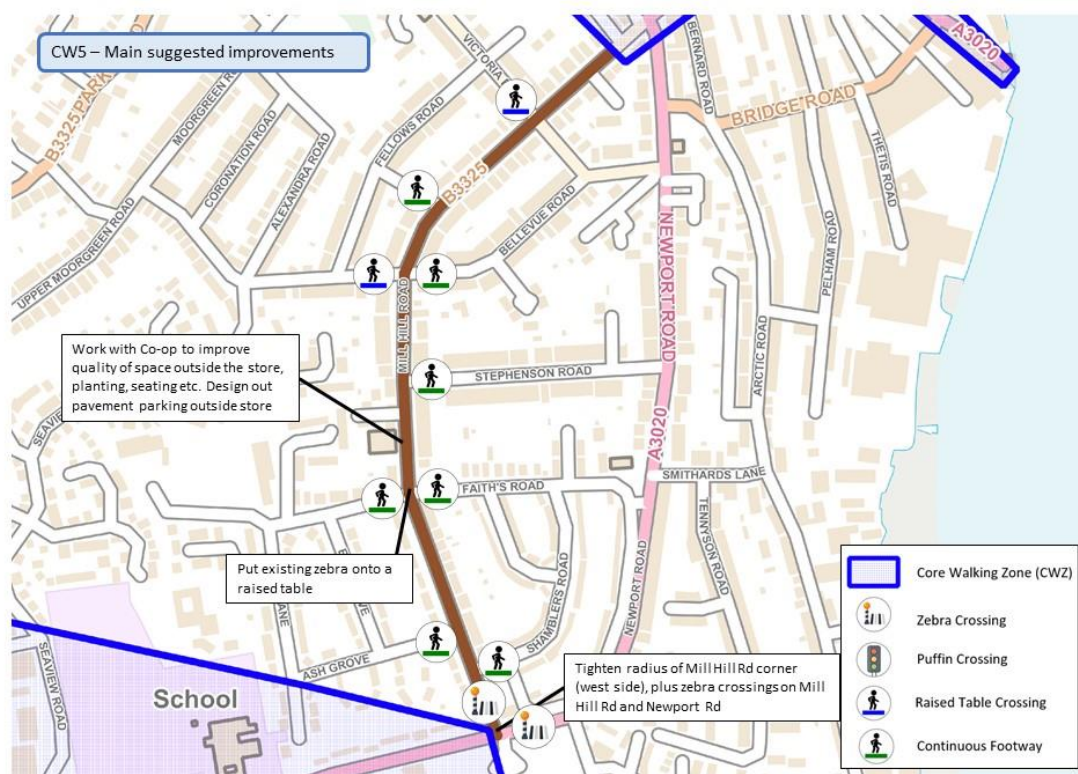 CW5 – Main suggested improvements
A3020
VICTORIA
BERNARD ROAD
BRIDGE ROAD
THETIS ROAD
B3325 PARK
MOORGREEN ROAD
CORONATION ROAD
ALEXANDRA ROAD
FELLOWS ROAD
B3325
UPPER MOORGREEN ROAD
BELLEVUE ROAD
NEWPORT ROAD
PELHAM ROAD
MILL HILL ROAD
ARCTIC ROAD
Work with Co-op to improve
quality of space outside the store,
planting, seating etc. Design out
pavement parking outside store
STEPHENSON ROAD
SEAVIEW
A3020
FAITH'S ROAD
SMITHARDS LANE
TENNYSON ROAD
Put existing zebra onto a
raised table
SHAMBLERS ROAD
NEWPORT ROAD
ASH GROVE
SEAVIEW ROAD
School
Tighten radius of Mill Hill Rd corner
(west side), plus zebra crossings on Mill
Hill Rd and Newport Rd
Core Walking Zone (CWZ)
Zebra Crossing
Puffin Crossing
Raised Table Crossing
Continuous Footway